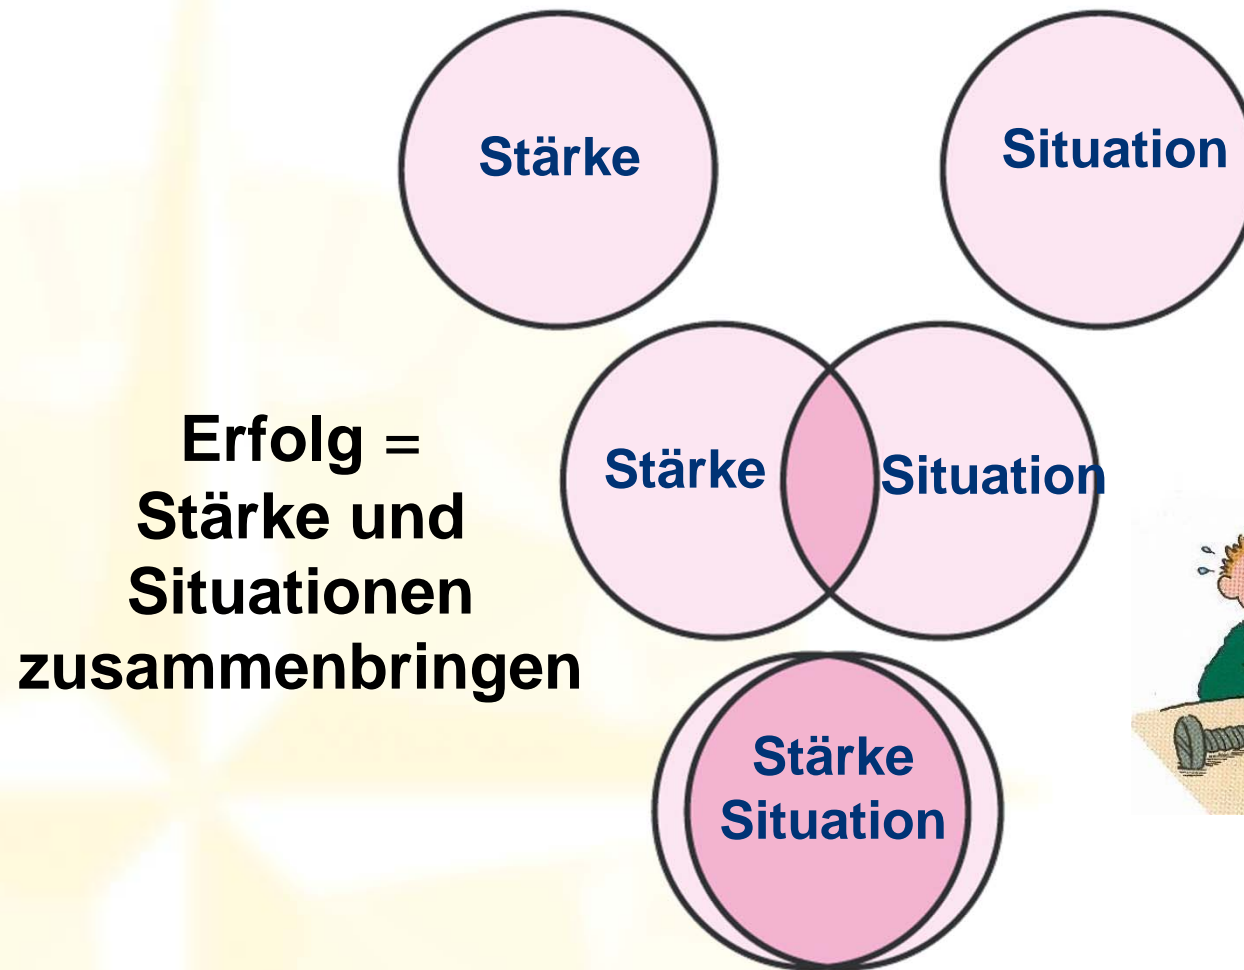 Stärke
Situation
Erfolg =
Stärke und
Situationen
zusammenbringen
Stärke
Situation
Stärke
Situation